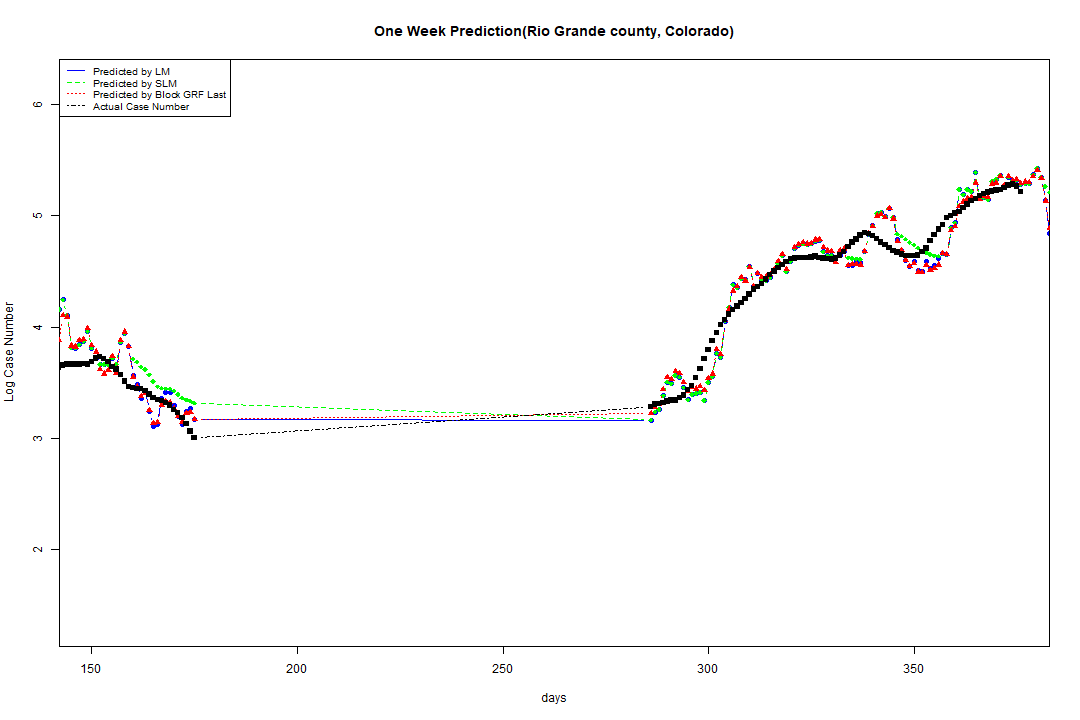 One Week Prediction(Rio Grande county, Colorado)
Predicted by LM
Predicted by SLM
Predicted by Block GRF Last
Actual Case Number
6
5
4
3
2
Log Case Number
150 200 250 300 350
days